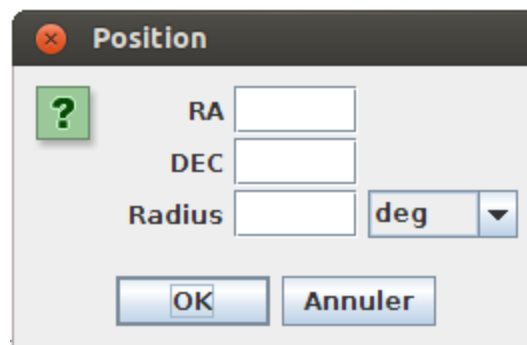 Position
?
RA
DEC
Radius deg
OK Annuler